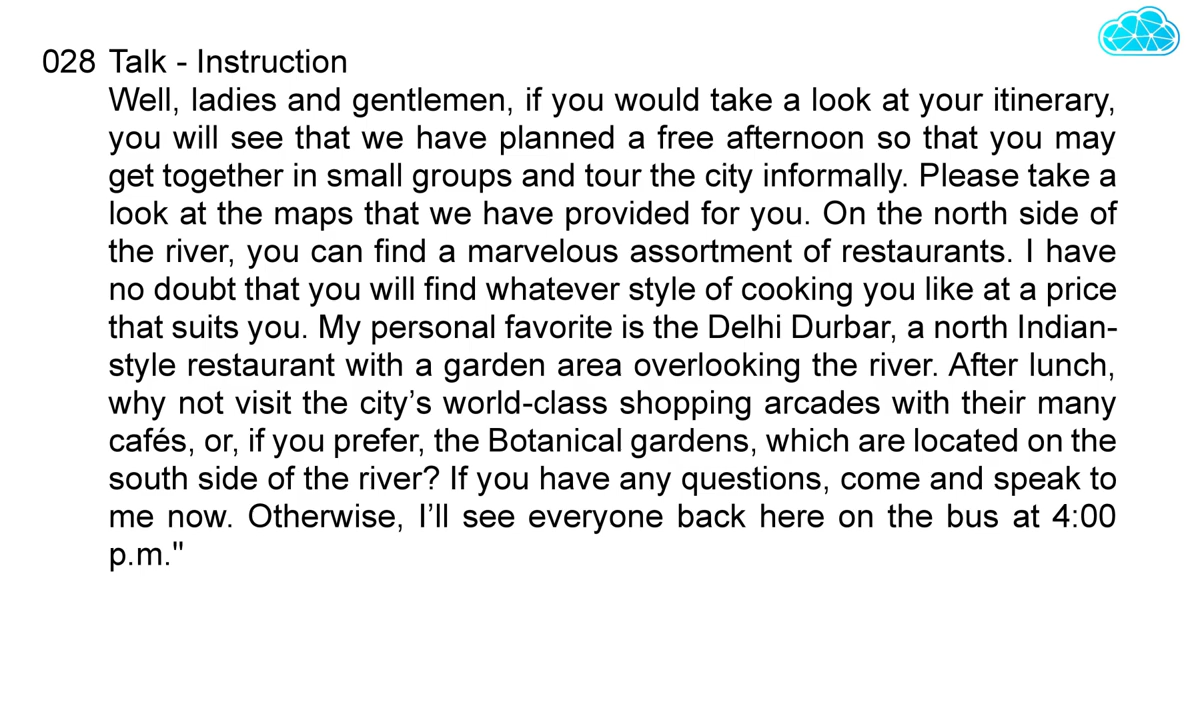 028 Talk - Instruction
Well, ladies and gentlemen, if you would take a look at your itinerary,
you will see that we have planned a free afternoon so that you may
get together in small groups and tour the city informally. Please take a
look at the maps that we have provided for you. On the north side of
the river, you can find a marvelous assortment of restaurants. I have
no doubt that you will find whatever style of cooking you like at a price
that suits you. My personal favorite is the Delhi Durbar, a north Indian-
style restaurant with a garden area overlooking the river. After lunch,
why not visit the city’s world-class shopping arcades with their many
cafés, or, if you prefer, the Botanical gardens, which are located on the
south side of the river? If you have any questions, come and speak to
me now. Otherwise, I’ll see everyone back here on the bus at 4:00
p.m."